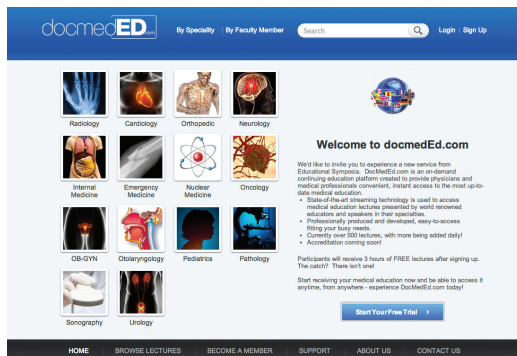 docmedED.com
By Speciality | By Faculty Member
Search
Login | Sign Up
Radiology
Cardiology
Orthopedic
Neurology
Internal
Medicine
Emergency
Medicine
Nuclear
Medicine
Oncology
OB-GYN
Otolaryngology
Pediatrics
Pathology
Sonography
Urology
Welcome to docmedEd.com
We'd like to invite you to experience a new service from
Educational Symposia. DocMedEd.com is an on-demand
continuing education platform created to provide physicians and
medical professionals convenient, instant access to the most up-to-
date medical education.
• State-of-the-art streaming technology is used to access
medical education lectures presented by world renowned
educators and speakers in their specialties.
• Professionally produced and developed, easy-to-access
fitting your busy needs.
• Currently over 500 lectures, with more being added daily!
• Accreditation coming soon!
Participants will receive 3 hours of FREE lectures after signing up.
The catch? There isn't one!
Start receiving your medical education now and be able to access it
anytime, from anywhere - experience DocMedEd.com today!
Start Your Free Trial >
HOME
BROWSE LECTURES
BECOME A MEMBER
SUPPORT
ABOUT US
CONTACT US